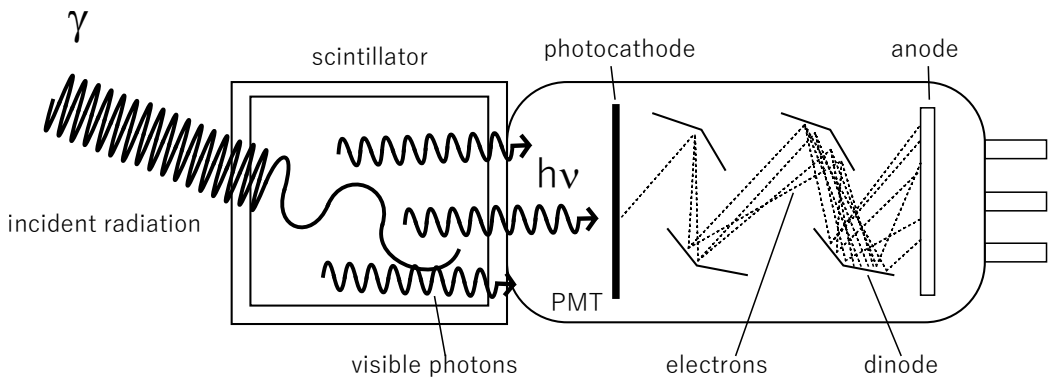 γ
scintillator
photocathode
anode
hν
incident radiation
PMT
visible photons
electrons
dinode